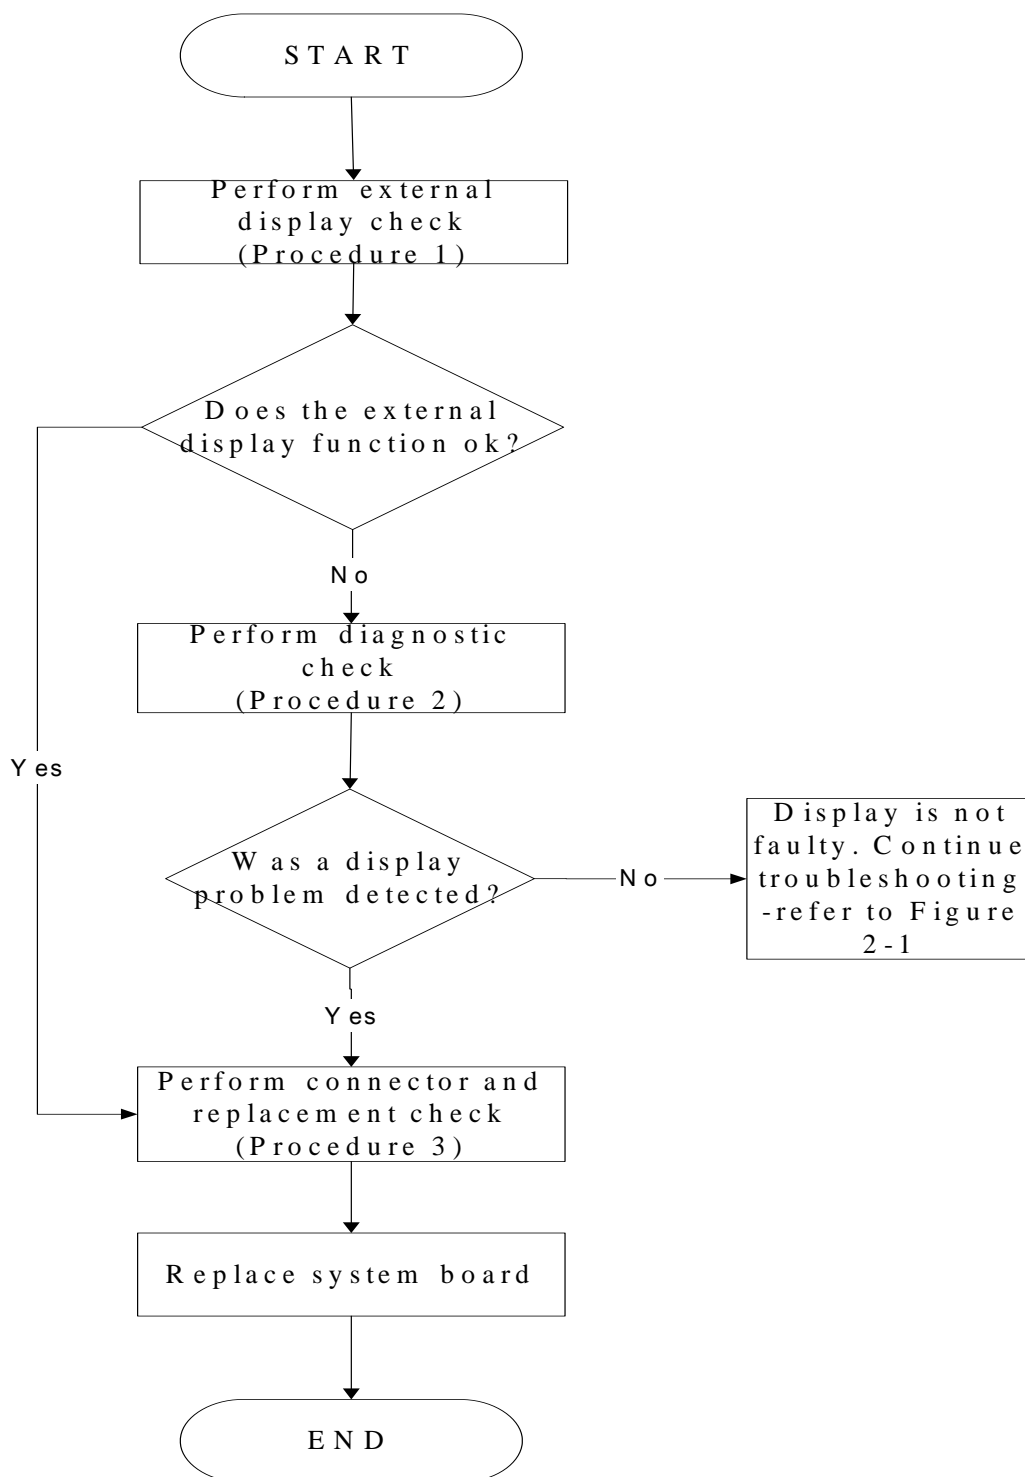 START
Perform external
display check
(Procedure 1)
Does the external
display function ok?
No
Perform diagnostic
check
(Procedure 2)
Yes
Was a display
problem detected?
No
Display is not
faulty. Continue
troubleshooting
-refer to Figure
2-1
Yes
Perform connector and
replacement check
(Procedure 3)
Replace system board
END